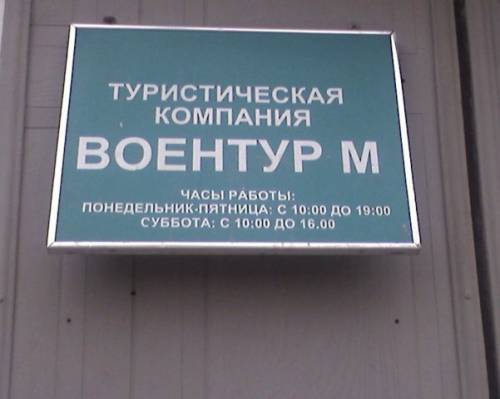 ТУРИСТИЧЕСКАЯ
КОМПАНИЯ
ВОЕНТУР М
ЧАСЫ РАБОТЫ:
ПОНЕДЕЛЬНИК-ПЯТНИЦА: С 10:00 ДО 19:00
СУББОТА: С 10:00 ДО 16.00